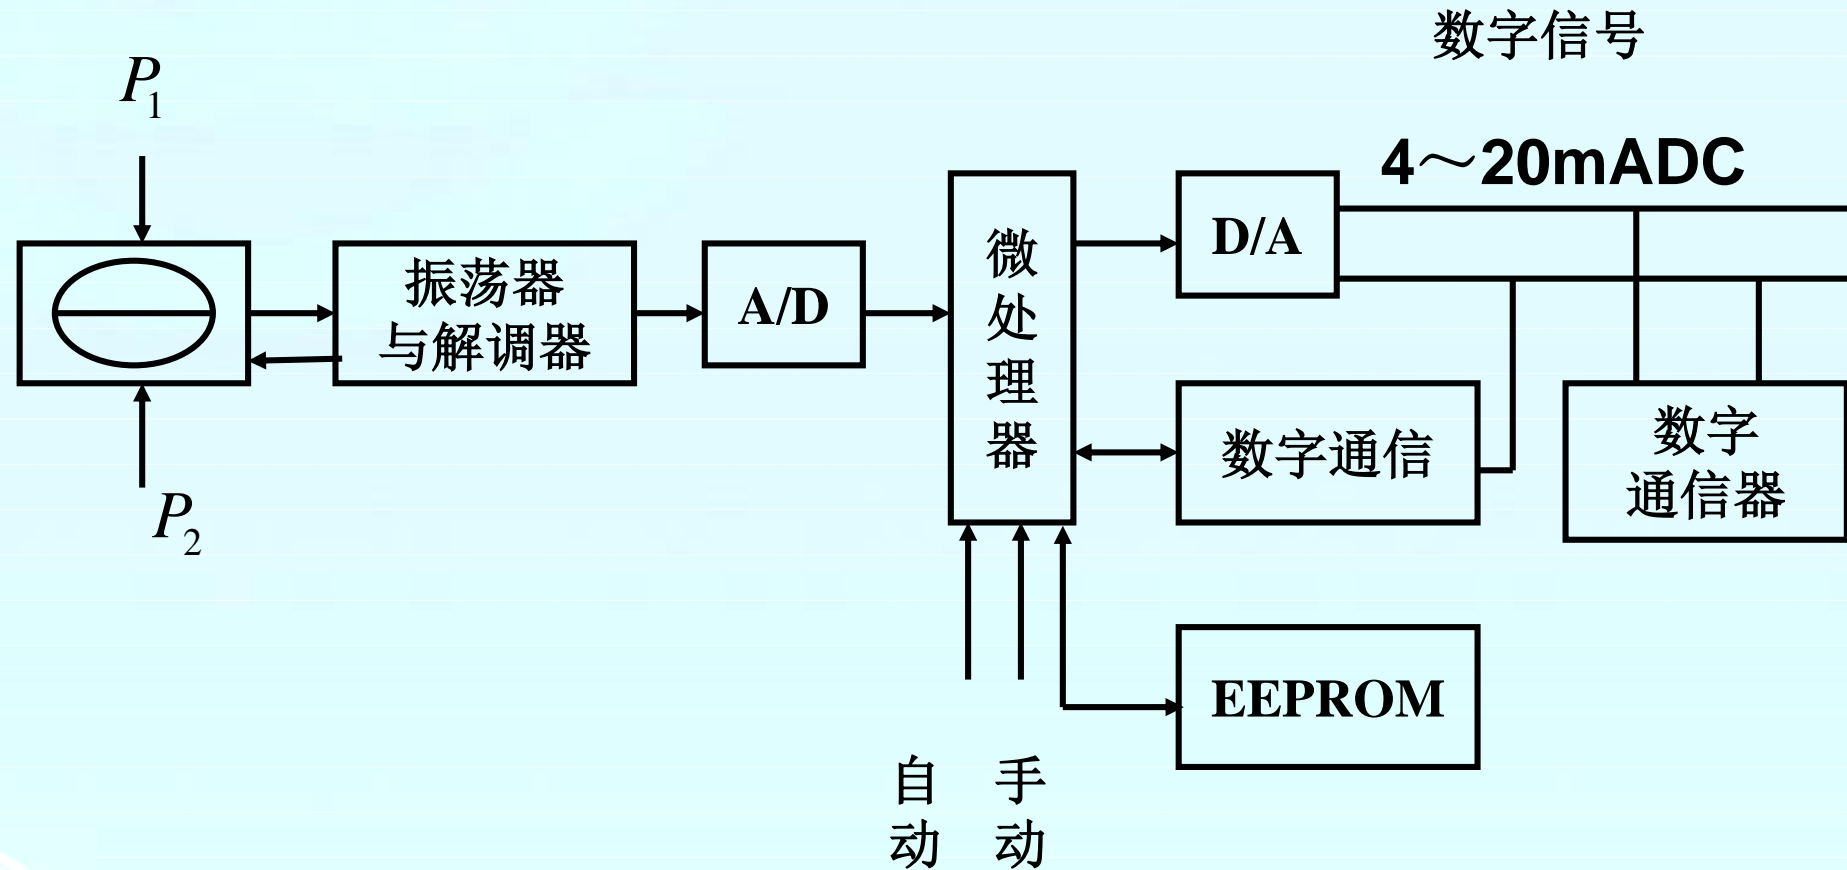 数字信号
P1
4～20mADC
振荡器
与解调器
A/D
微
处
理
器
D/A
数字通信
数字
通信器
P2
EEPROM
自
动
手
动